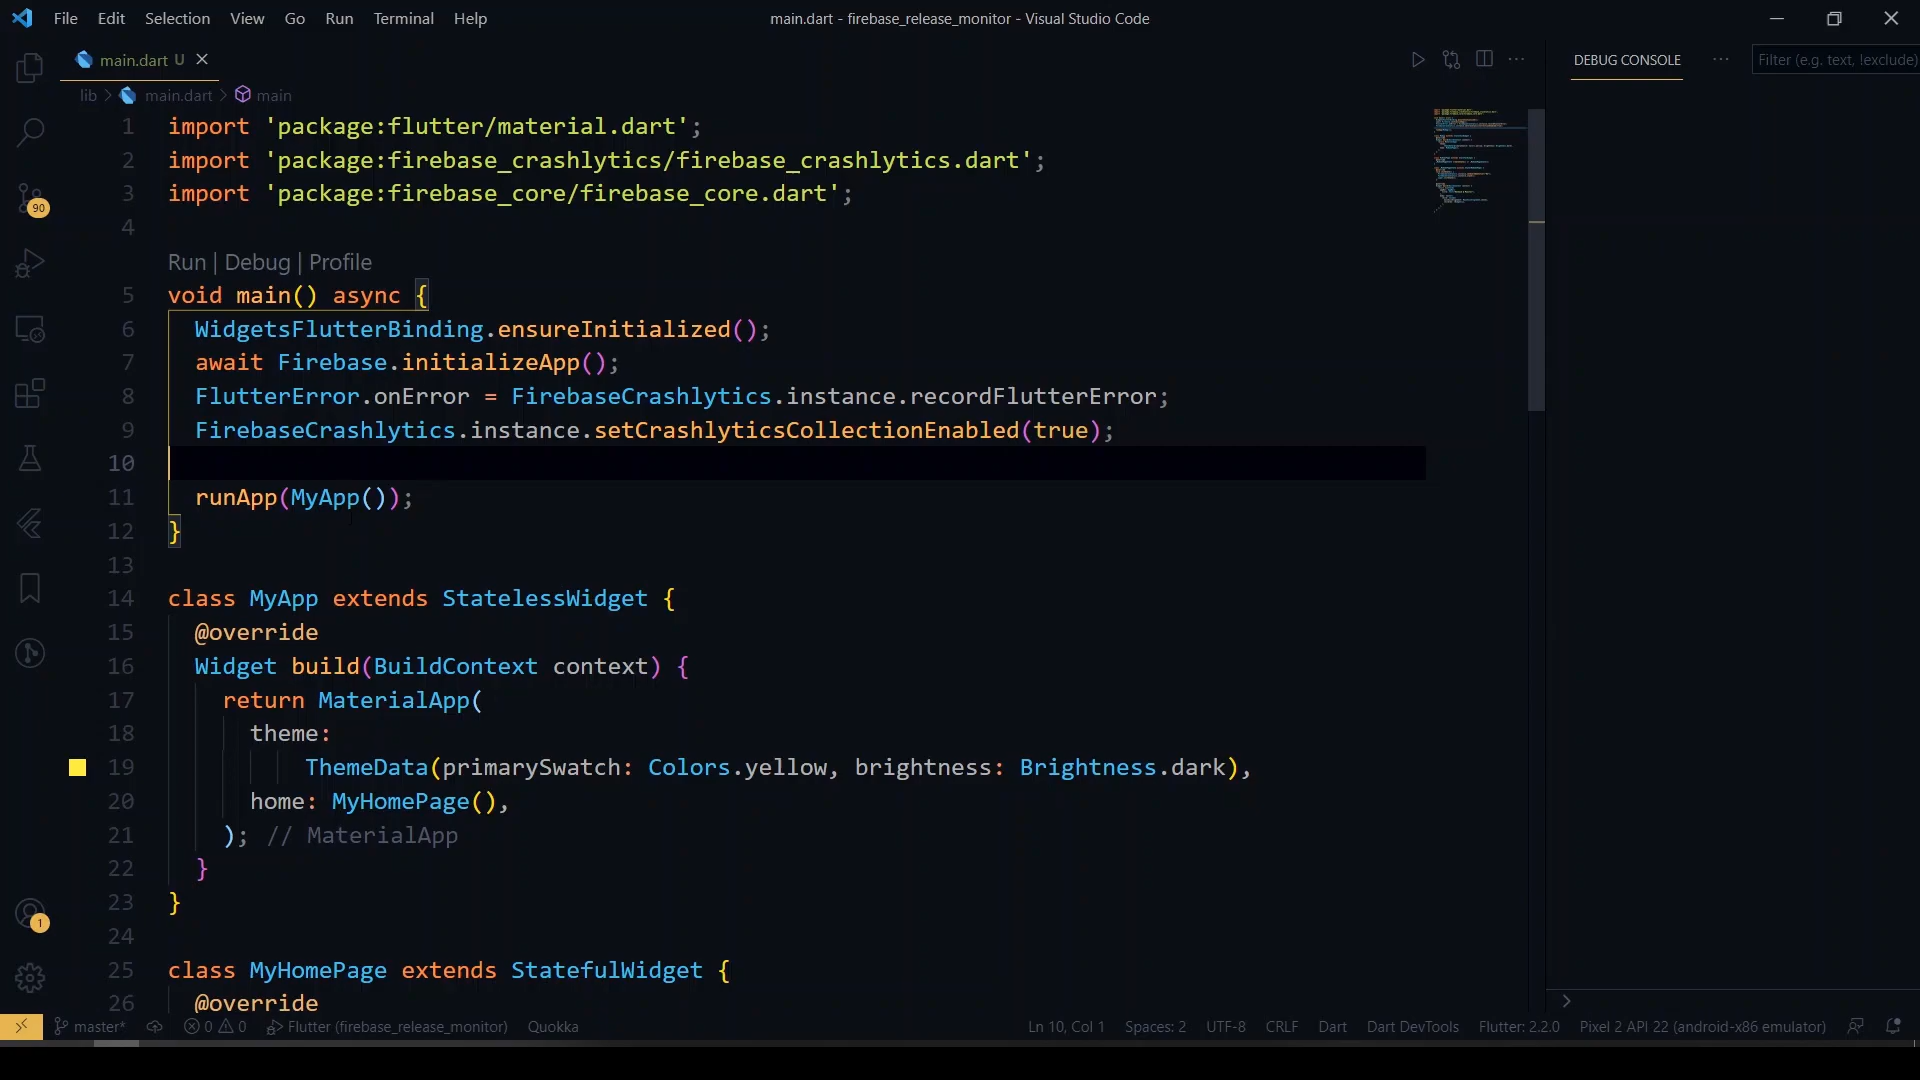 File Edit Selection View Go Run Terminal Help
main.dart - firebase_release_monitor - Visual Studio Code
main.dart U
DEBUG CONSOLE
Filter (e.g. text, !exclude)
lib > main.dart > main
1 import 'package:flutter/material.dart';
2 import 'package:firebase_crashlytics/firebase_crashlytics.dart';
3 import 'package:firebase_core/firebase_core.dart';
4
Run | Debug | Profile
5 void main() async {
6 WidgetsFlutterBinding.ensureInitialized();
7 await Firebase.initializeApp();
8 FlutterError.onError = FirebaseCrashlytics.instance.recordFlutterError;
9 FirebaseCrashlytics.instance.setCrashlyticsCollectionEnabled(true);
10
11 runApp(MyApp());
12 }
13
14 class MyApp extends StatelessWidget {
15 @override
16 Widget build(BuildContext context) {
17 return MaterialApp(
18 theme:
19 ThemeData(primarySwatch: Colors.yellow, brightness: Brightness.dark),
20 home: MyHomePage(),
21 ); // MaterialApp
22 }
23 }
24
25 class MyHomePage extends StatefulWidget {
26 @override
90
1
master* 0 0 Flutter (firebase_release_monitor) Quokka
Ln 10, Col 1 Spaces: 2 UTF-8 CRLF Dart Dart DevTools Flutter: 2.2.0 Pixel 2 API 22 (android-x86 emulator)